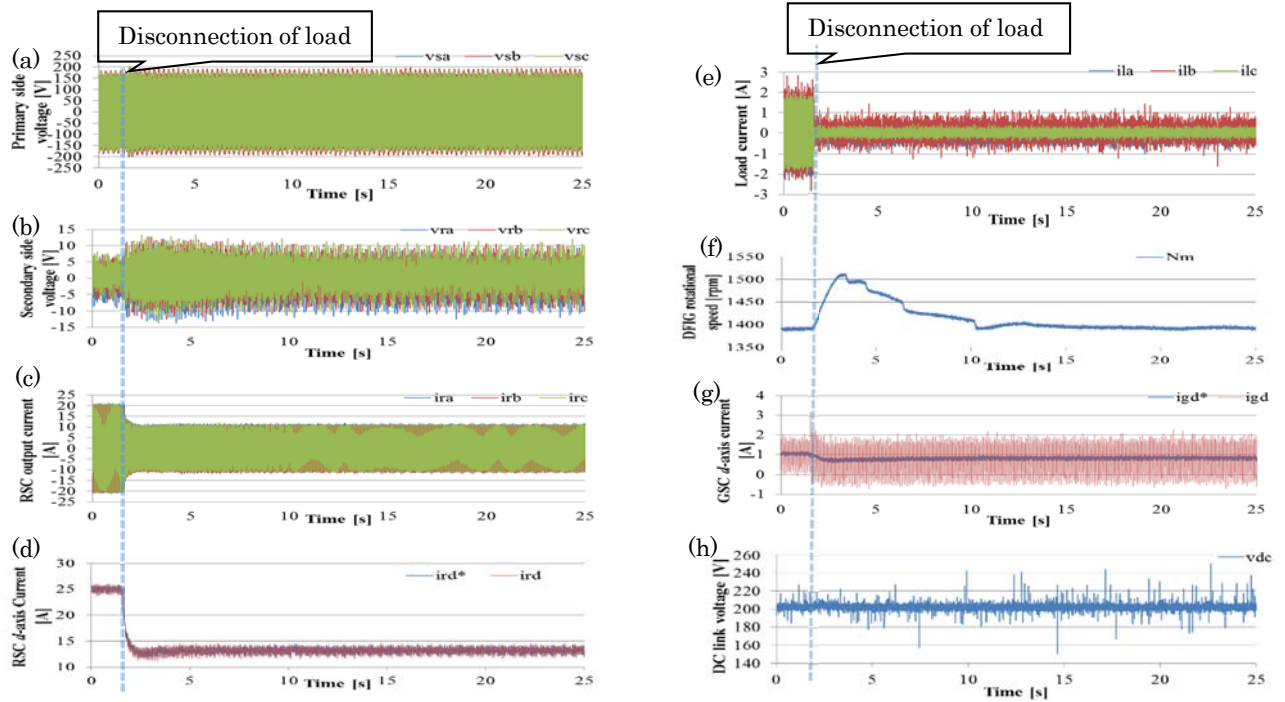 Disconnection of load
(a)
vsa vsb vsc
Primary side
voltage [V]
250
200
150
100
50
0
-50
-100
-150
-200
-250
0 5 10 15 20 25
Time [s]
(b)
vra vrb vrc
Secondary side
voltage [V]
15
10
5
0
-5
-10
-15
0 5 10 15 20 25
Time [s]
(c)
ira irb irc
RSC output current
[A]
25
20
15
10
5
0
-5
-10
-15
-20
-25
0 5 10 15 20 25
Time [s]
(d)
ird* ird
RSC d-axis Current
[A]
30
25
20
15
10
0 5 10 15 20 25
Time [s]
Disconnection of load
(e)
ila ilb ilc
Load current [A]
3
2
1
0
-1
-2
-3
0 5 10 15 20 25
Time [s]
(f)
Nm
DFIG rotational
speed [rpm]
1550
1500
1450
1400
1350
0 5 10 15 20 25
Time [s]
(g)
igd* igd
GSC d-axis current
[A]
4
3
2
1
0
-1
0 5 10 15 20 25
Time [s]
(h)
vdc
DC link voltage [V]
260
240
220
200
180
160
140
0 5 10 15 20 25
Time [s]